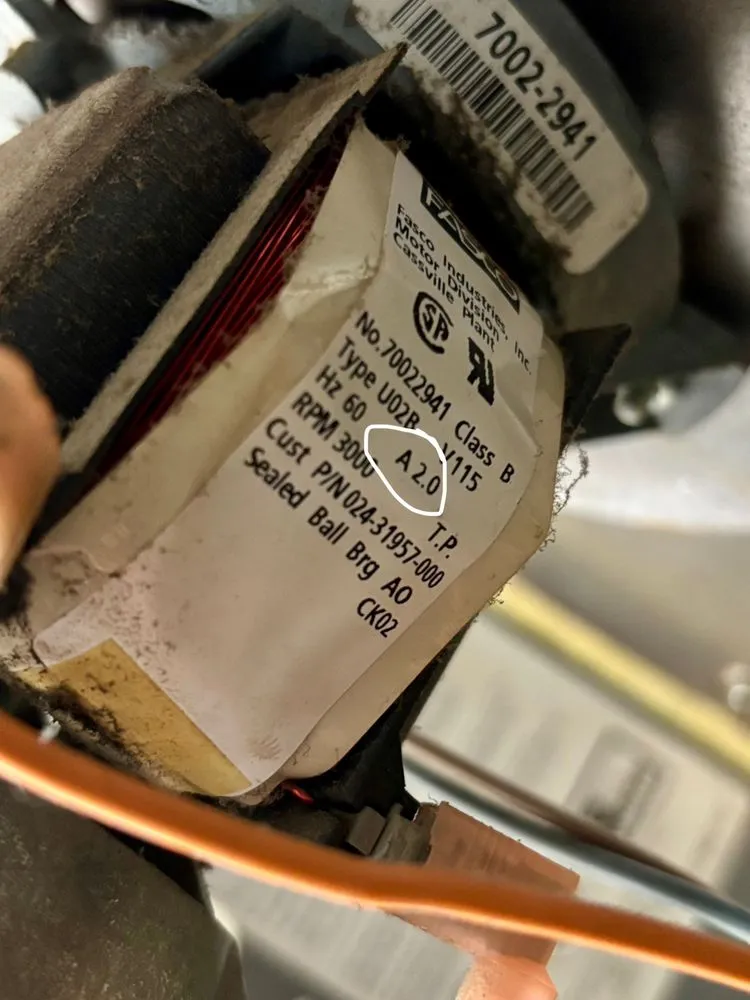 7002-2941
FASCO
Fasco Industries, Inc.
Motor Division
Cassville Plant
No.70022941 Class B
Type U02B V115
Hz 60 A 2.0
RPM 3000 T.P.
Cust P/N 024-31957-000
Sealed Ball Brg AO
CK02